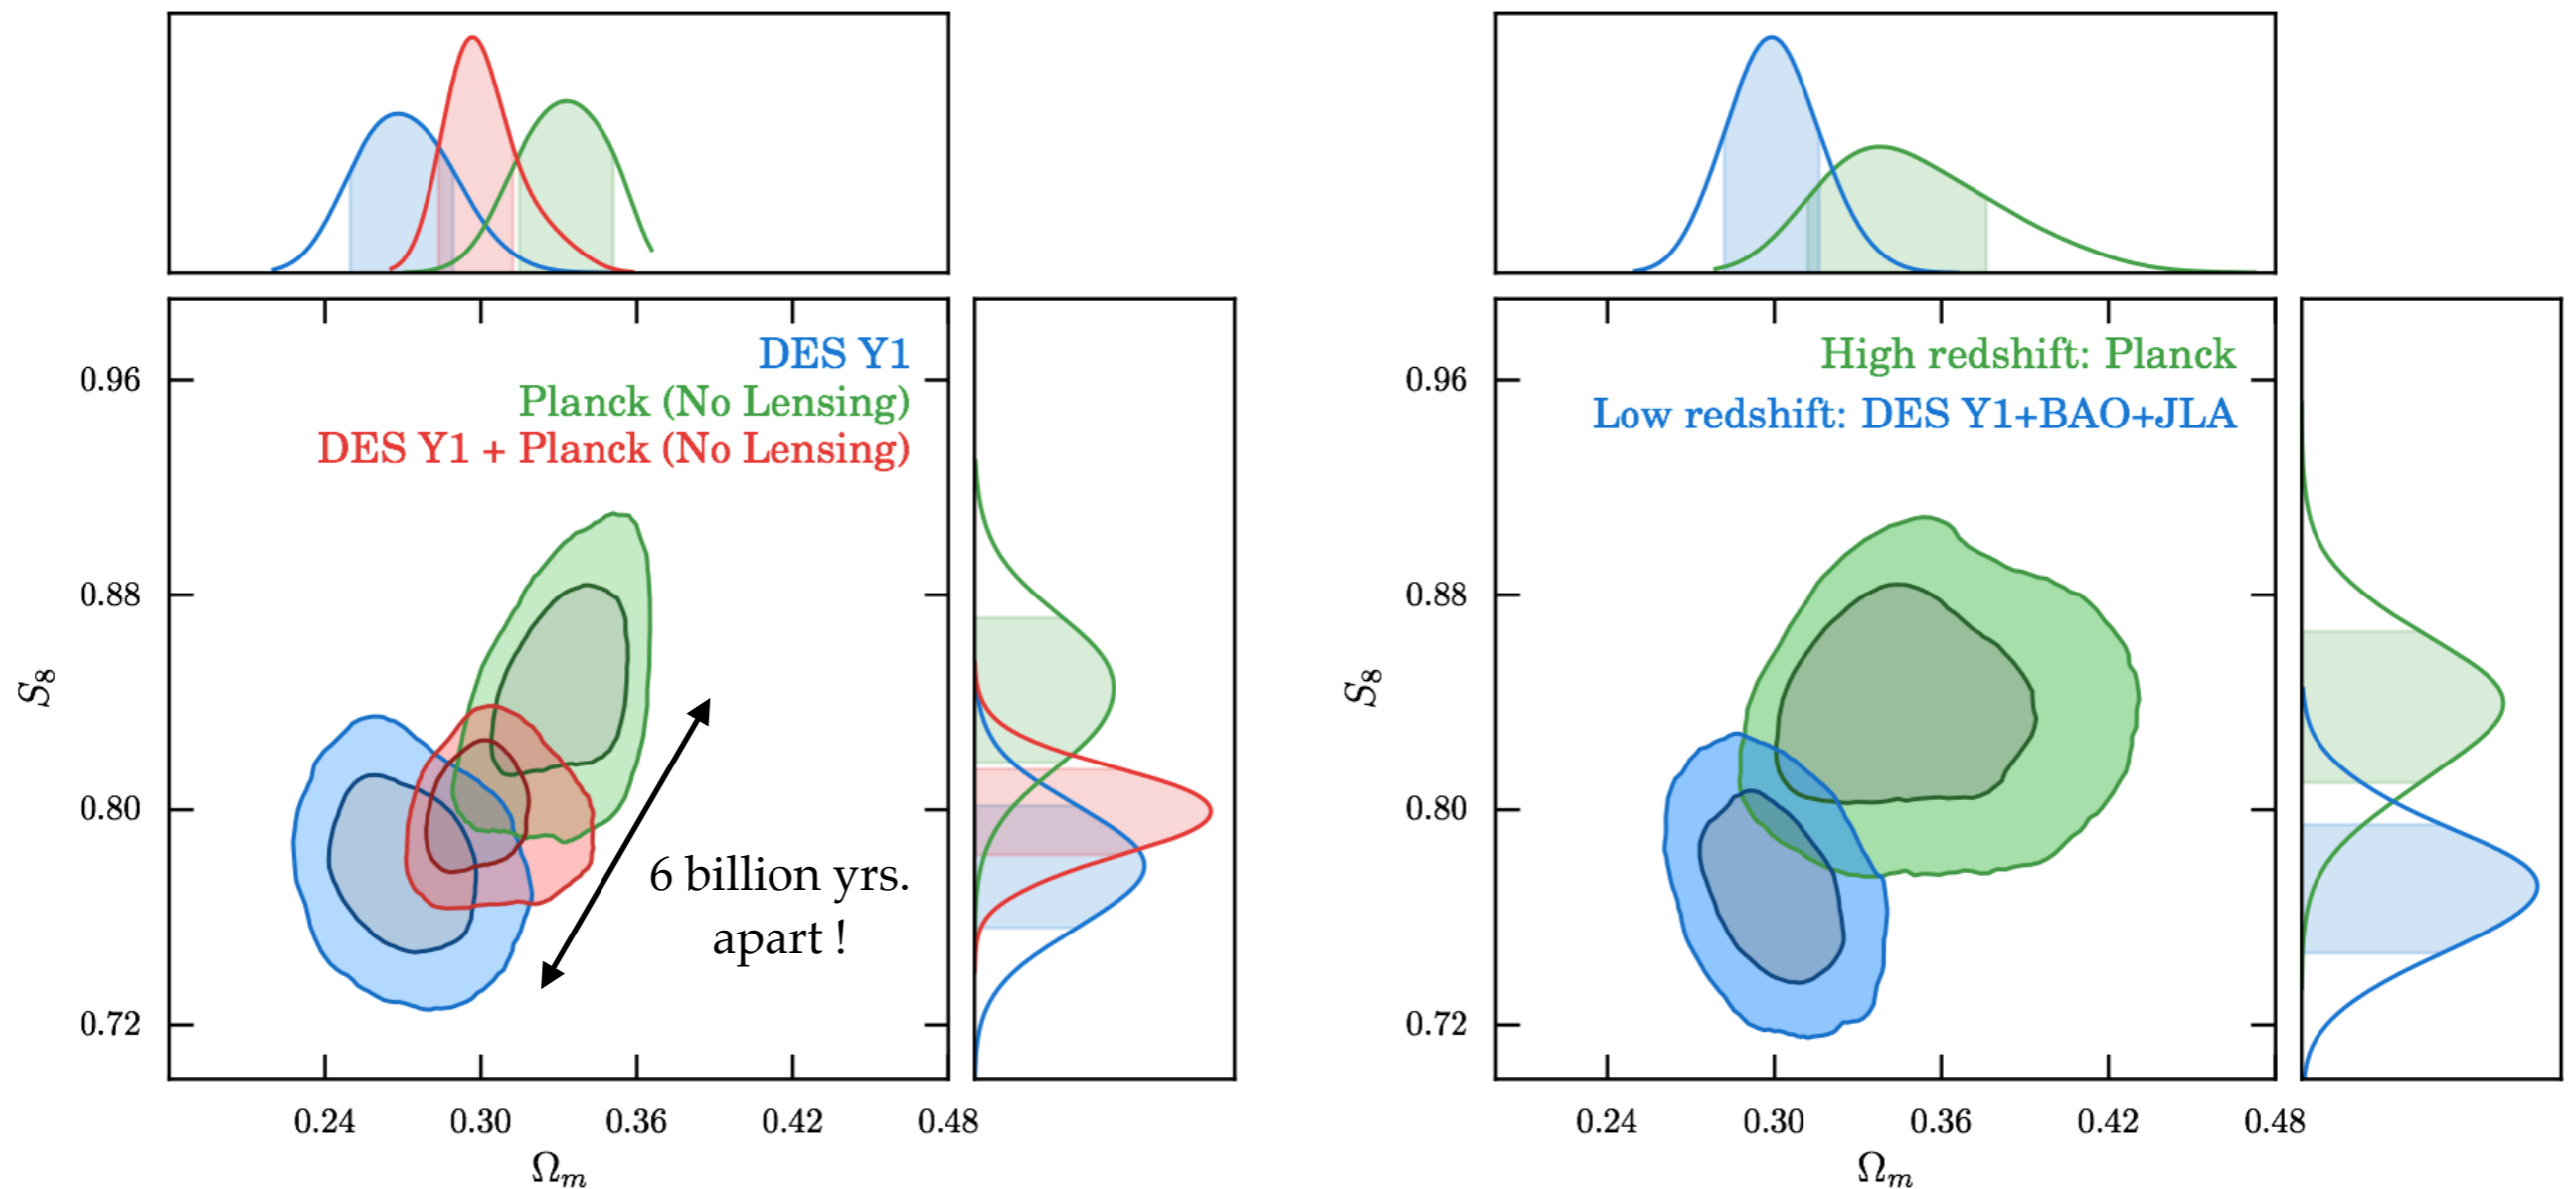 DES Y1
Planck (No Lensing)
DES Y1 + Planck (No Lensing)
0.96
0.88
0.80
0.72
S₈
6 billion yrs.
apart !
0.24 0.30 0.36 0.42 0.48
Ωₘ
High redshift: Planck
Low redshift: DES Y1+BAO+JLA
0.96
0.88
0.80
0.72
S₈
0.24 0.30 0.36 0.42 0.48
Ωₘ